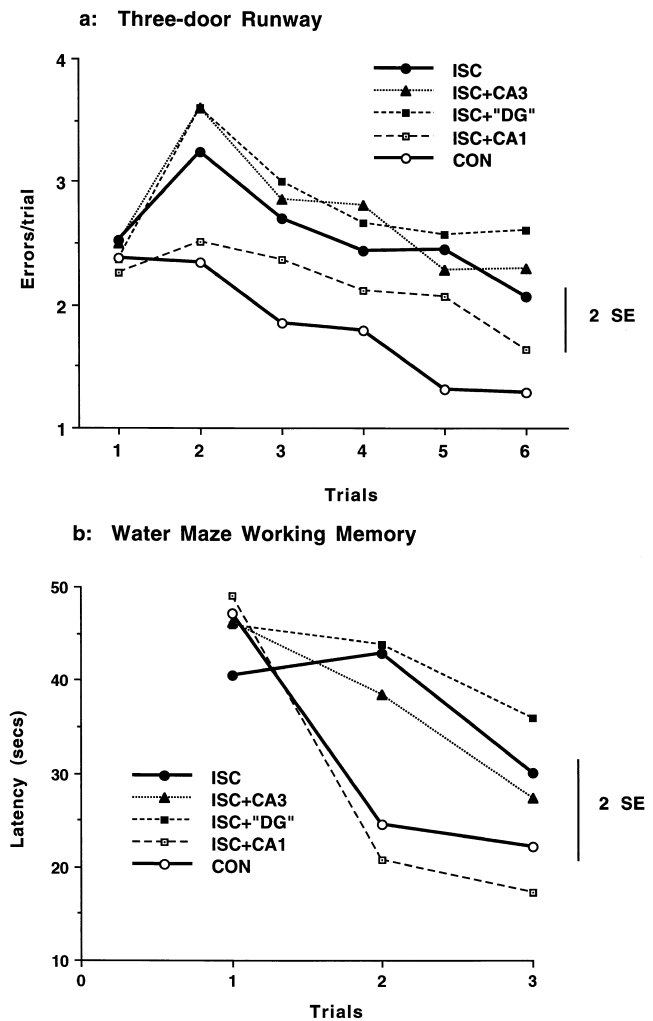 a: Three-door Runway
4
3
2
1
Errors/trial
ISC
ISC+CA3
ISC+"DG"
ISC+CA1
CON
2 SE
1 2 3 4 5 6
Trials
b: Water Maze Working Memory
50
40
30
20
10
Latency (secs)
ISC
ISC+CA3
ISC+"DG"
ISC+CA1
CON
2 SE
0 1 2 3
Trials